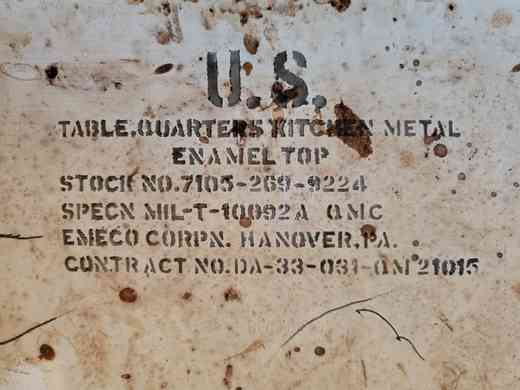 U.S.
TABLE,QUARTERS KITCHEN METAL
ENAMEL TOP
STOCK NO.7105-269-9224
SPECN MIL-T-10092A QMC
EMECO CORPN. HANOVER,PA.
CONTRACT NO.DA-33-031-QM 21015